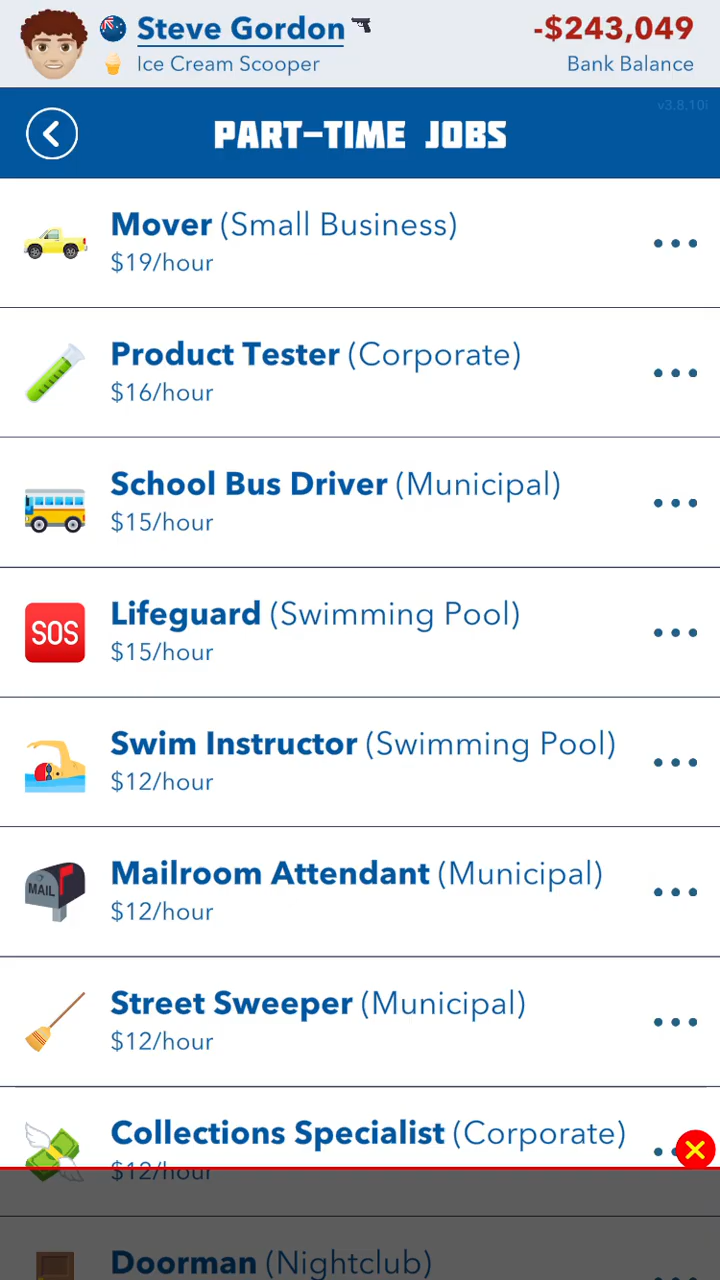 Steve Gordon
-$243,049
Ice Cream Scooper
Bank Balance
v3.8.10i
PART-TIME JOBS
Mover (Small Business)
$19/hour
Product Tester (Corporate)
$16/hour
School Bus Driver (Municipal)
$15/hour
SOS
Lifeguard (Swimming Pool)
$15/hour
Swim Instructor (Swimming Pool)
$12/hour
MAIL
Mailroom Attendant (Municipal)
$12/hour
Street Sweeper (Municipal)
$12/hour
Collections Specialist (Corporate)
$12/hour
Doorman (Nightclub)